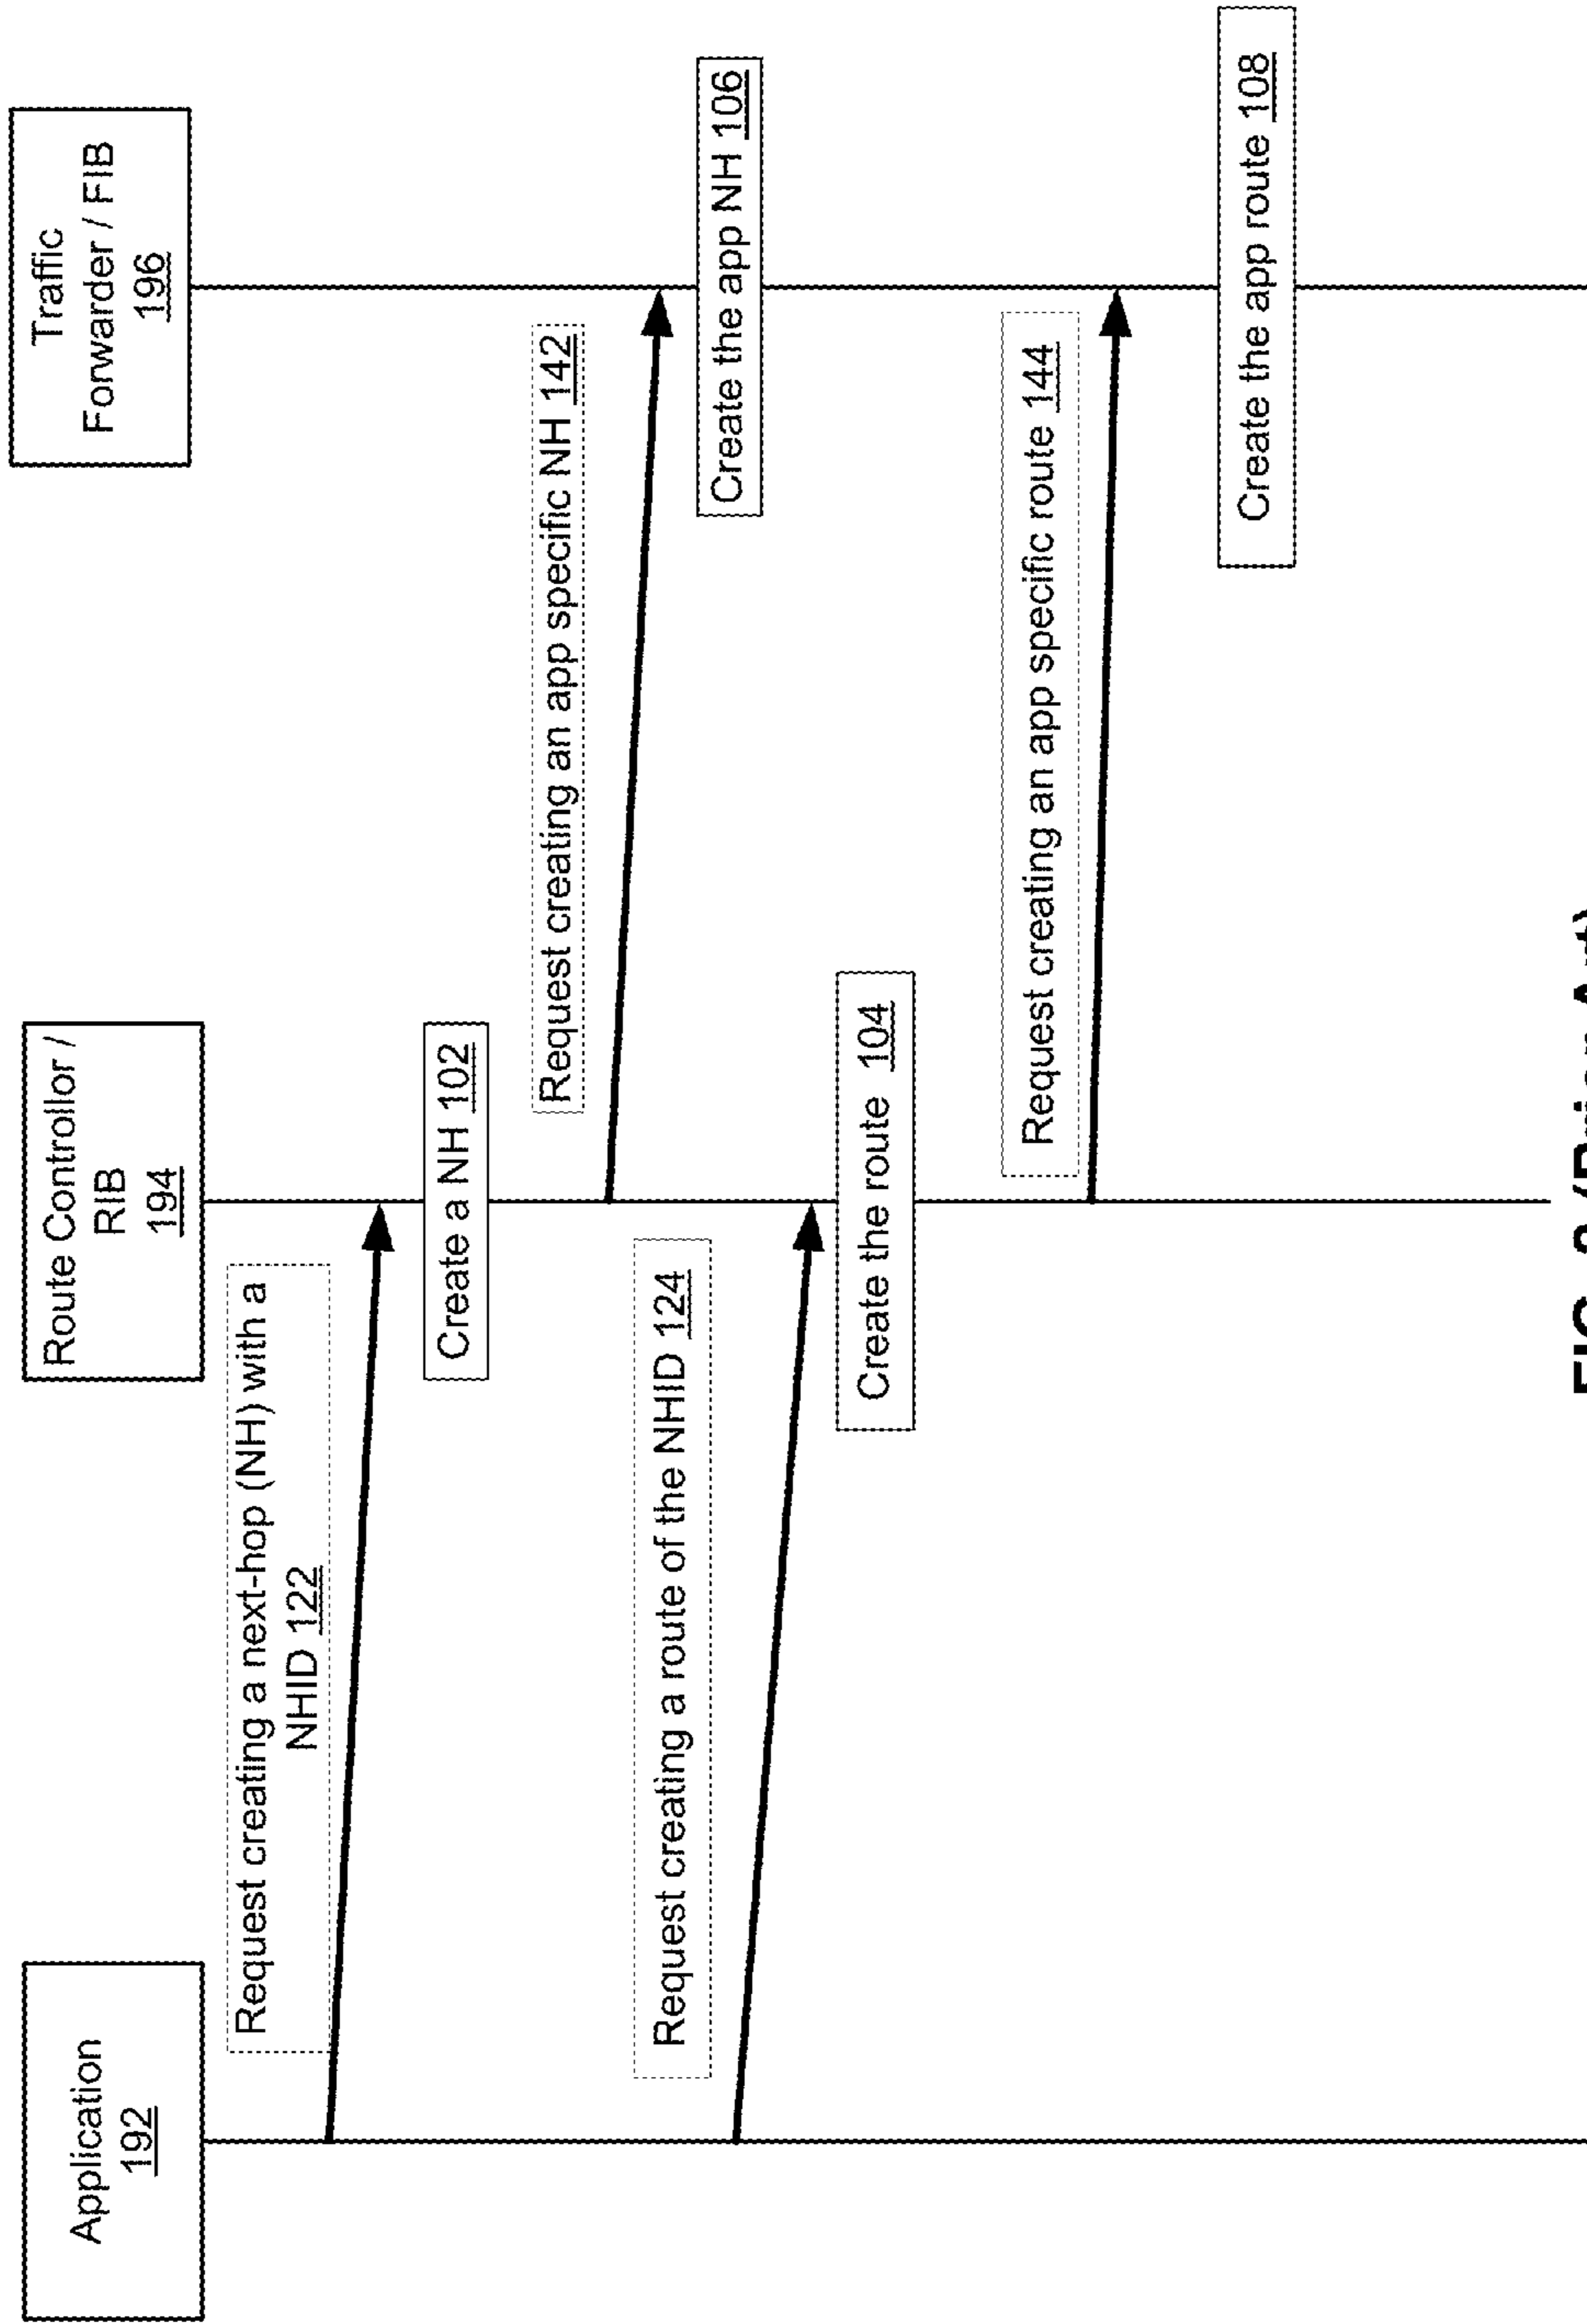 Application
192
Route Controllor /
RIB
194
Traffic
Forwarder / FIB
196
Request creating a next-hop (NH) with a
NHID 122
Create a NH 102
Request creating an app specific NH 142
Create the app NH 106
Request creating a route of the NHID 124
Create the route 104
Request creating an app specific route 144
Create the app route 108
(Prior Art)